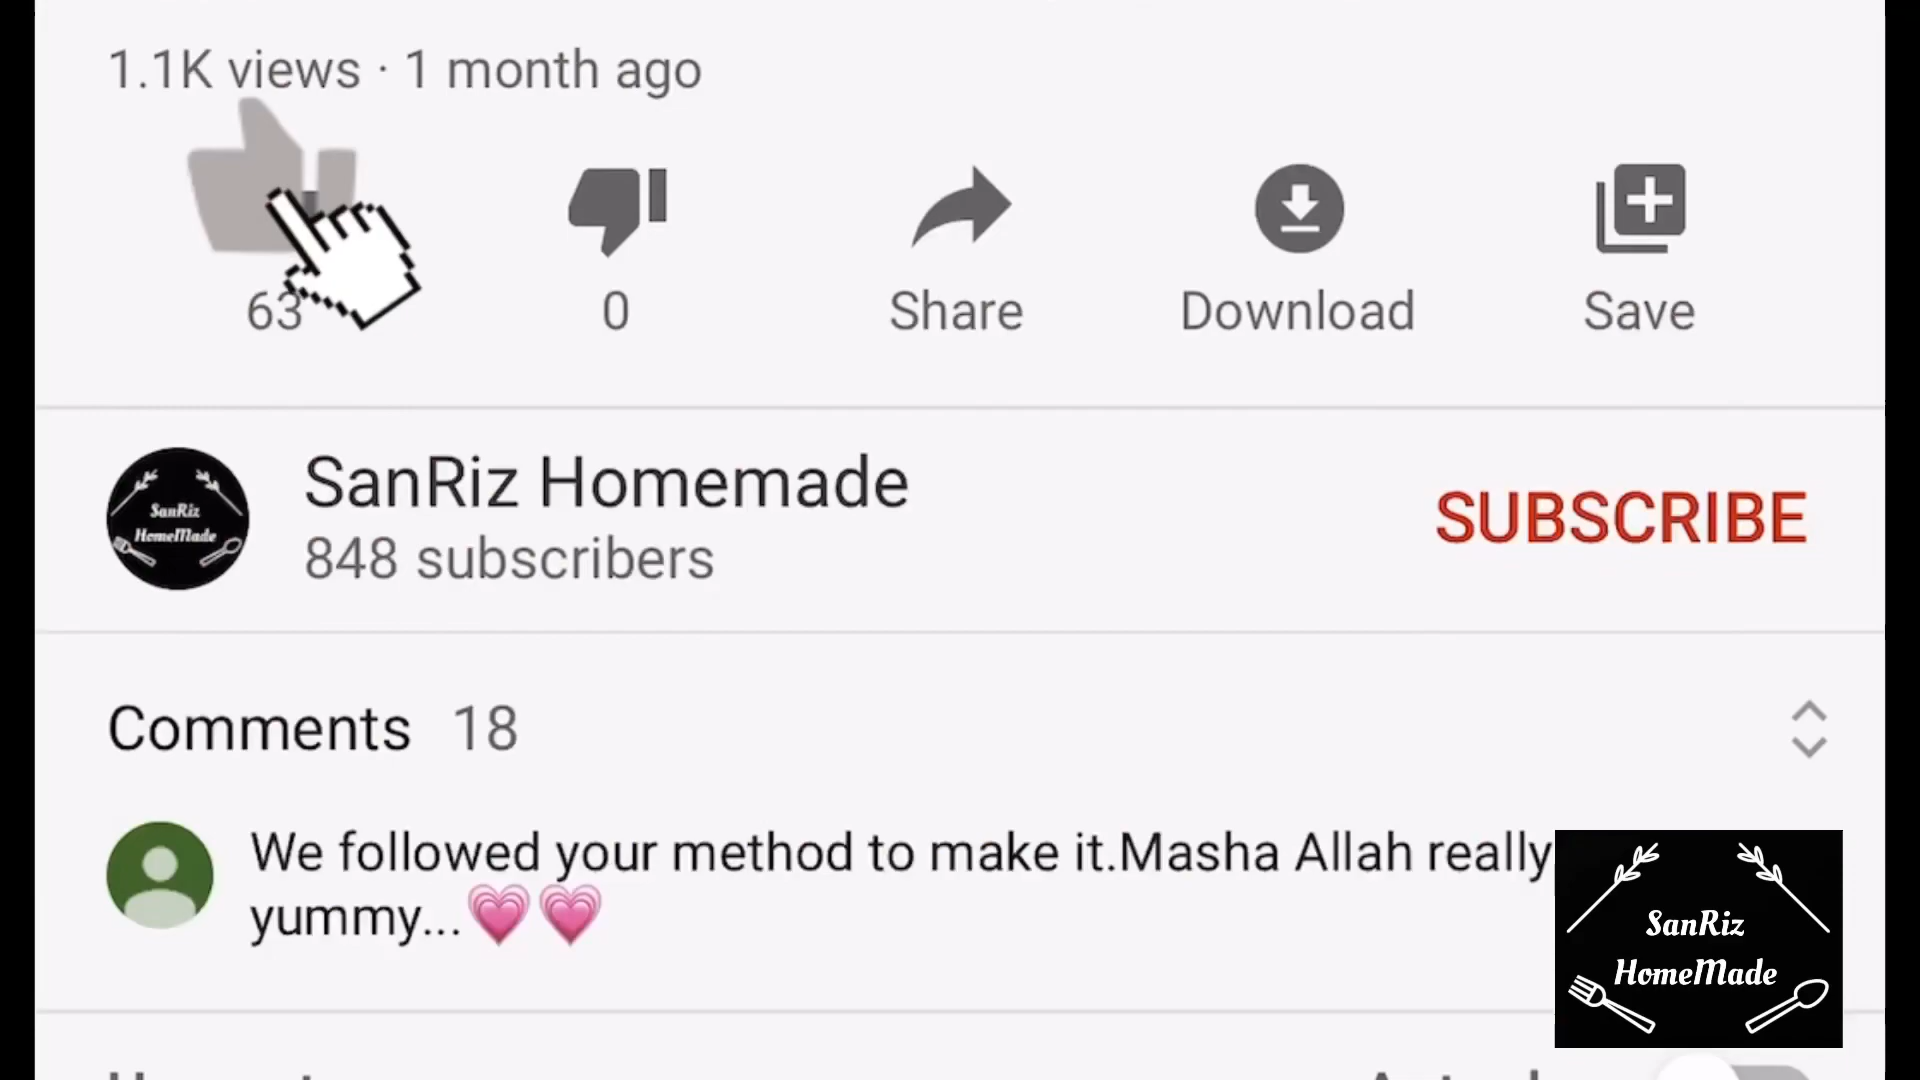 1.1K views · 1 month ago
63
0
Share
Download
Save
SanRiz
HomeMade
SanRiz Homemade
848 subscribers
SUBSCRIBE
Comments 18
We followed your method to make it.Masha Allah really
yummy...💗💗
SanRiz
HomeMade